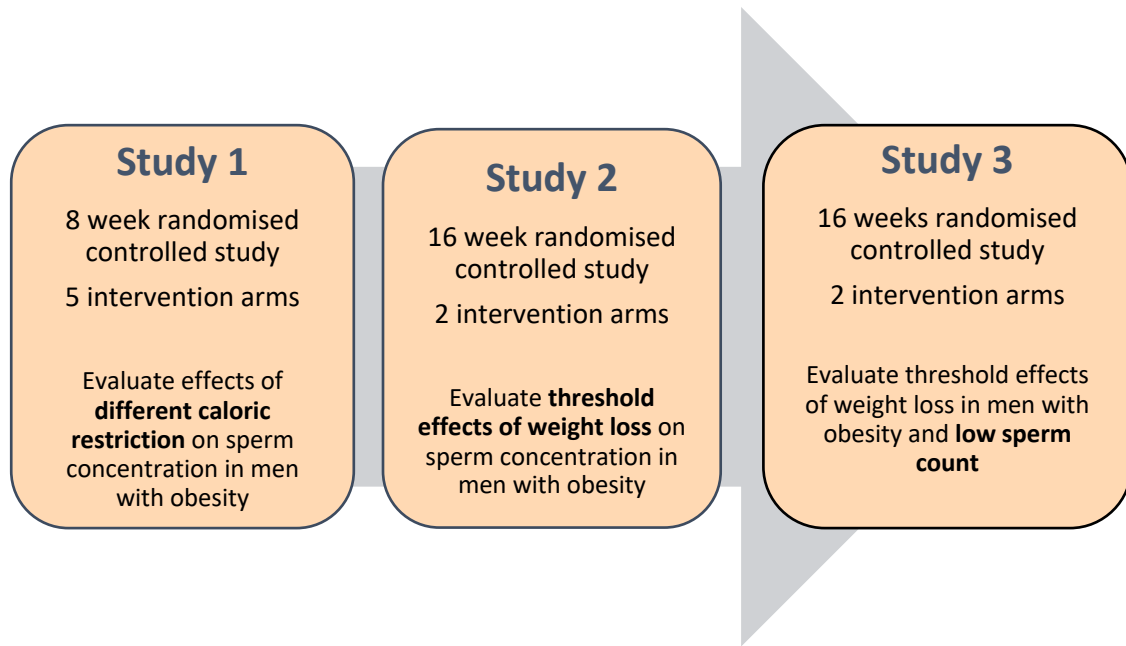 Study 1
8 week randomised
controlled study
5 intervention arms
Evaluate effects of
different caloric
restriction on sperm
concentration in men
with obesity
Study 2
16 week randomised
controlled study
2 intervention arms
Evaluate threshold
effects of weight loss on
sperm concentration in
men with obesity
Study 3
16 weeks randomised
controlled study
2 intervention arms
Evaluate threshold effects
of weight loss in men with
obesity and low sperm
count